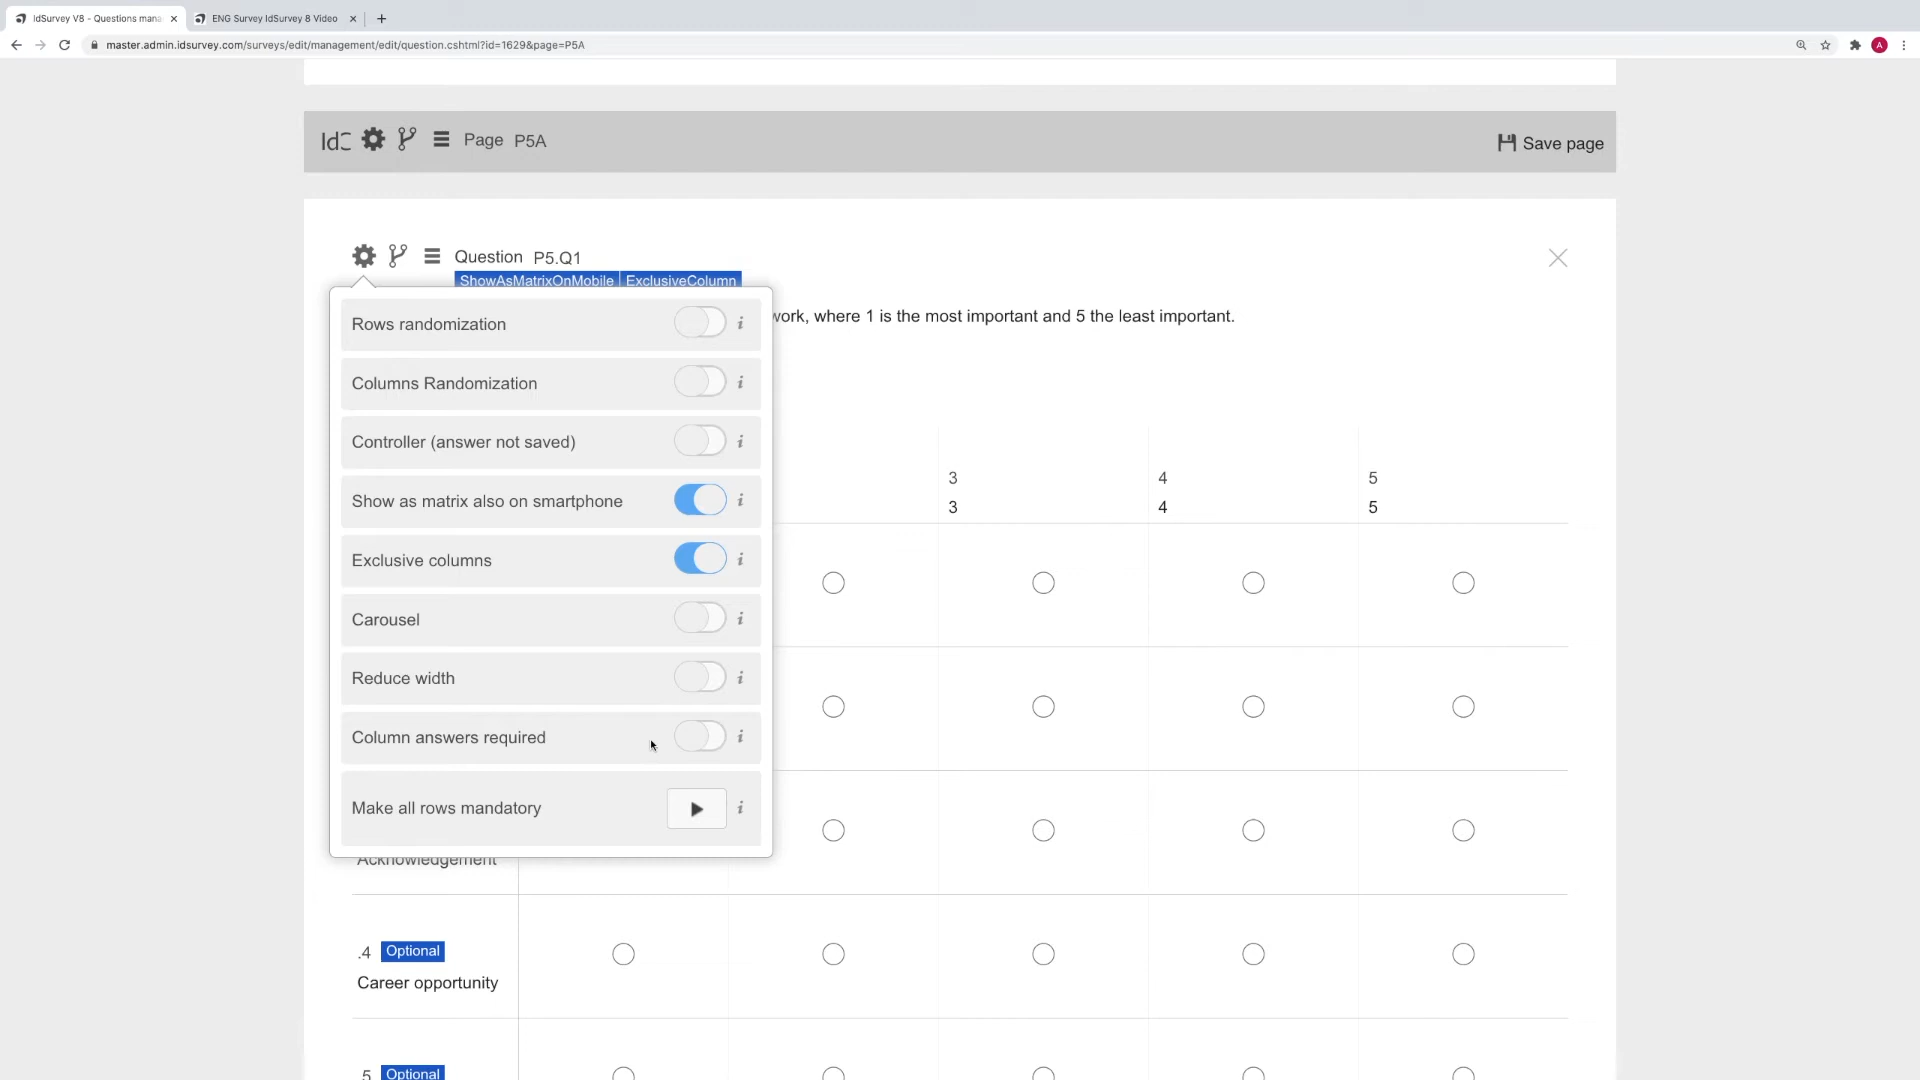 IdSurvey V8 - Questions mana
ENG Survey IdSurvey 8 Video
master.admin.idsurvey.com/surveys/edit/management/edit/question.cshtml?id=1629&page=P5A
A
Page P5A
Save page
Question P5.Q1
ShowAsMatrixOnMobile ExclusiveColumn
work, where 1 is the most important and 5 the least important.
Rows randomization
Columns Randomization
Controller (answer not saved)
Show as matrix also on smartphone
Exclusive columns
Carousel
Reduce width
Column answers required
Make all rows mandatory
3 4 5
3 4 5
Acknowledgement
.4 Optional
Career opportunity
.5 Optional